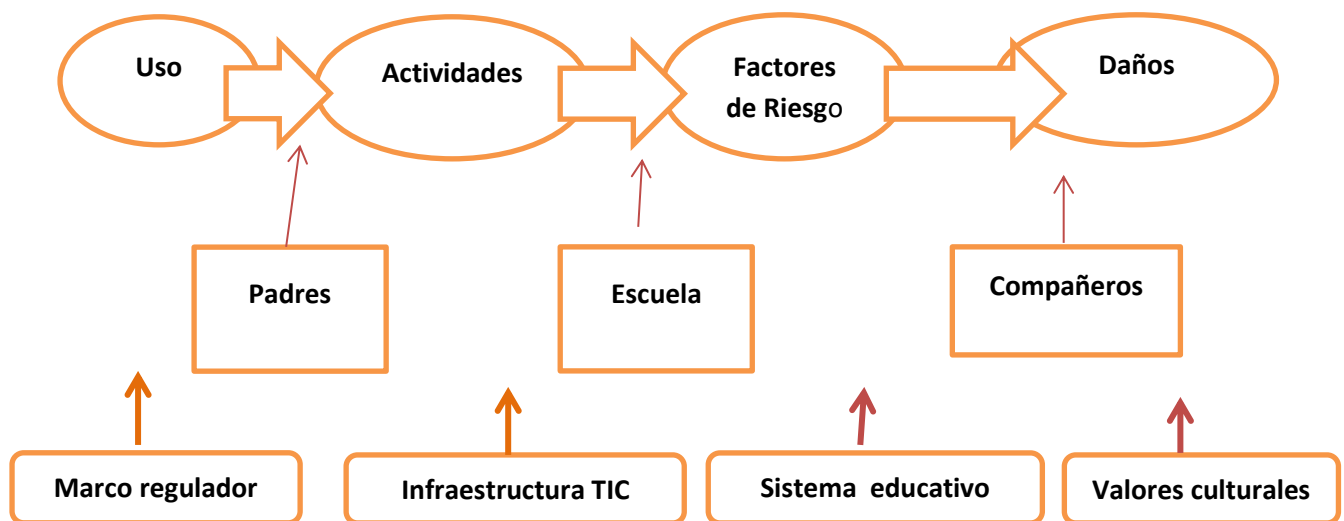 Uso
Actividades
Factores
de Riesgo
Daños
Padres
Escuela
Compañeros
Marco regulador
Infraestructura TIC
Sistema educativo
Valores culturales